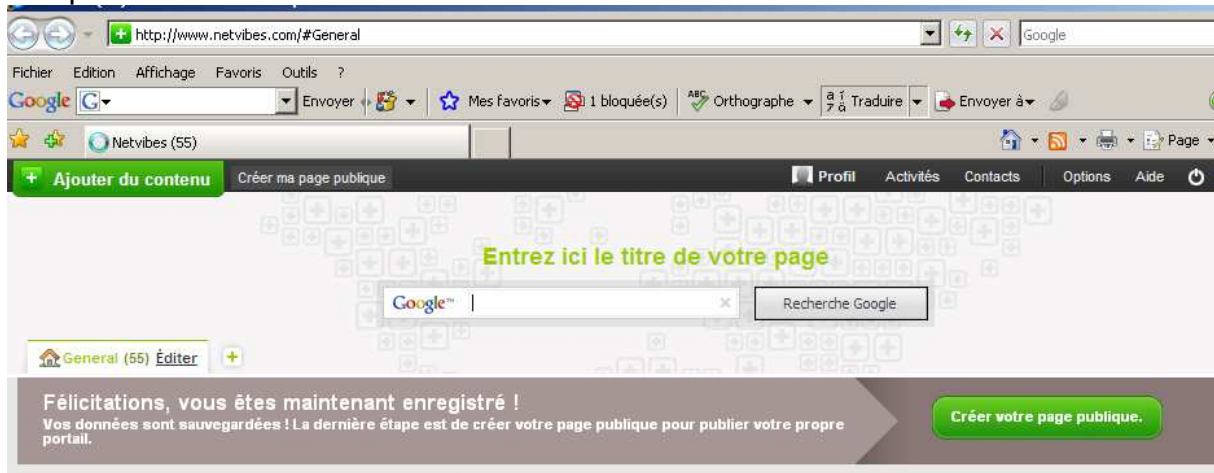 http://www.netvibes.com/#General Google
Fichier Edition Affichage Favoris Outils ?
Google G Envoyer Mes favoris 1 bloquée(s) ABC Orthographe Traduire Envoyer à
Netvibes (55) Page
+ Ajouter du contenu Créer ma page publique Profil Activités Contacts Options Aide
Entrez ici le titre de votre page
Google™ Recherche Google
General (55) Éditer +
Félicitations, vous êtes maintenant enregistré !
Vos données sont sauvegardées ! La dernière étape est de créer votre page publique pour publier votre propre
portail.
Créer votre page publique.